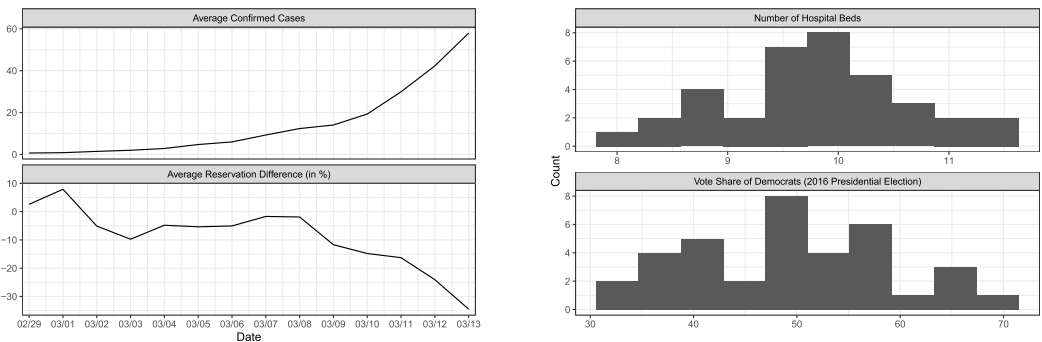 Average Confirmed Cases
60
40
20
0
Average Reservation Difference (in %)
10
0
−10
−20
−30
02/29 03/01 03/02 03/03 03/04 03/05 03/06 03/07 03/08 03/09 03/10 03/11 03/12 03/13
Date
Number of Hospital Beds
8
6
4
2
0
8 9 10 11
Count
Vote Share of Democrats (2016 Presidential Election)
8
6
4
2
0
30 40 50 60 70